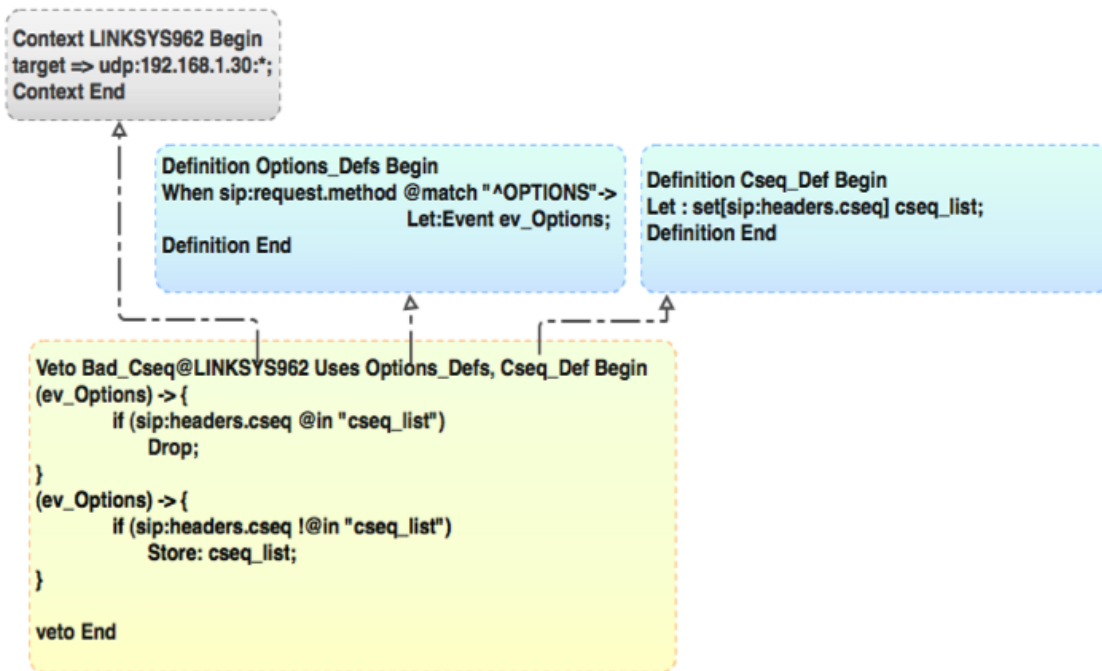 Context LINKSYS962 Begin
target => udp:192.168.1.30:*;
Context End
Definition Options_Defs Begin
When sip:request.method @match "^OPTIONS"->
Let:Event ev_Options;
Definition End
Definition Cseq_Def Begin
Let : set[sip:headers.cseq] cseq_list;
Definition End
Veto Bad_Cseq@LINKSYS962 Uses Options_Defs, Cseq_Def Begin
(ev_Options) -> {
if (sip:headers.cseq @in "cseq_list")
Drop;
}
(ev_Options) -> {
if (sip:headers.cseq !@in "cseq_list")
Store: cseq_list;
}
veto End